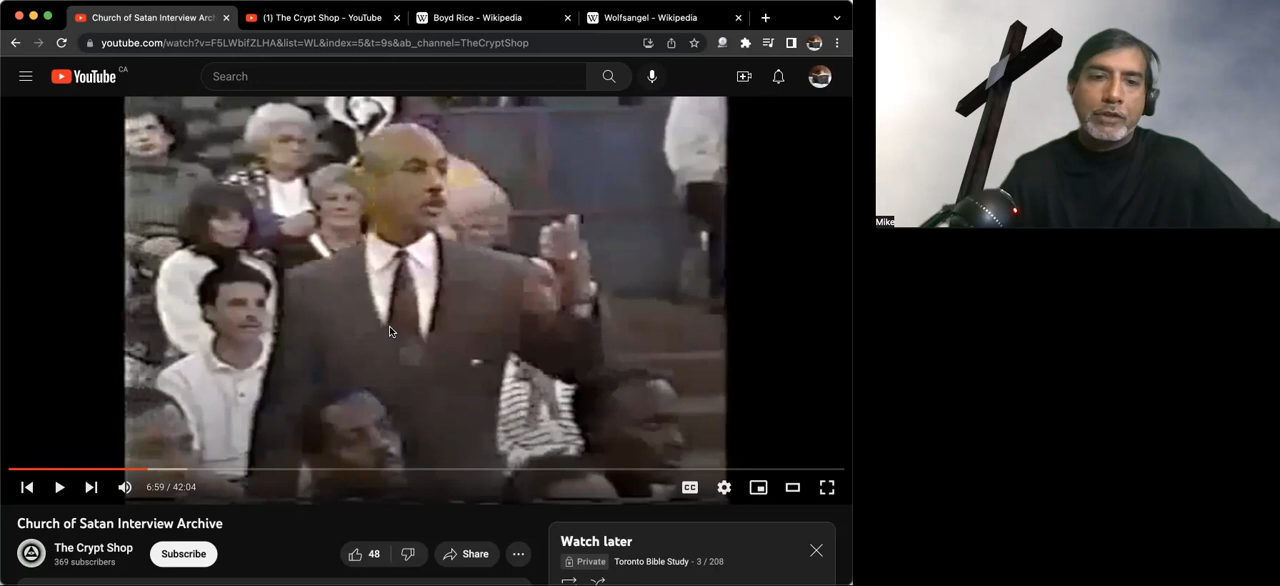 Church of Satan Interview Arch
(1) The Crypt Shop - YouTube
Boyd Rice - Wikipedia
Wolfsangel - Wikipedia
youtube.com/watch?v=F5LWbifZLHA&list=WL&index=5&t=9s&ab_channel=TheCryptShop
YouTube CA
Search
Mike
6:59 / 42:04
CC
Church of Satan Interview Archive
The Crypt Shop
369 subscribers
Subscribe
48
Share
Watch later
Private
Toronto Bible Study - 3 / 208